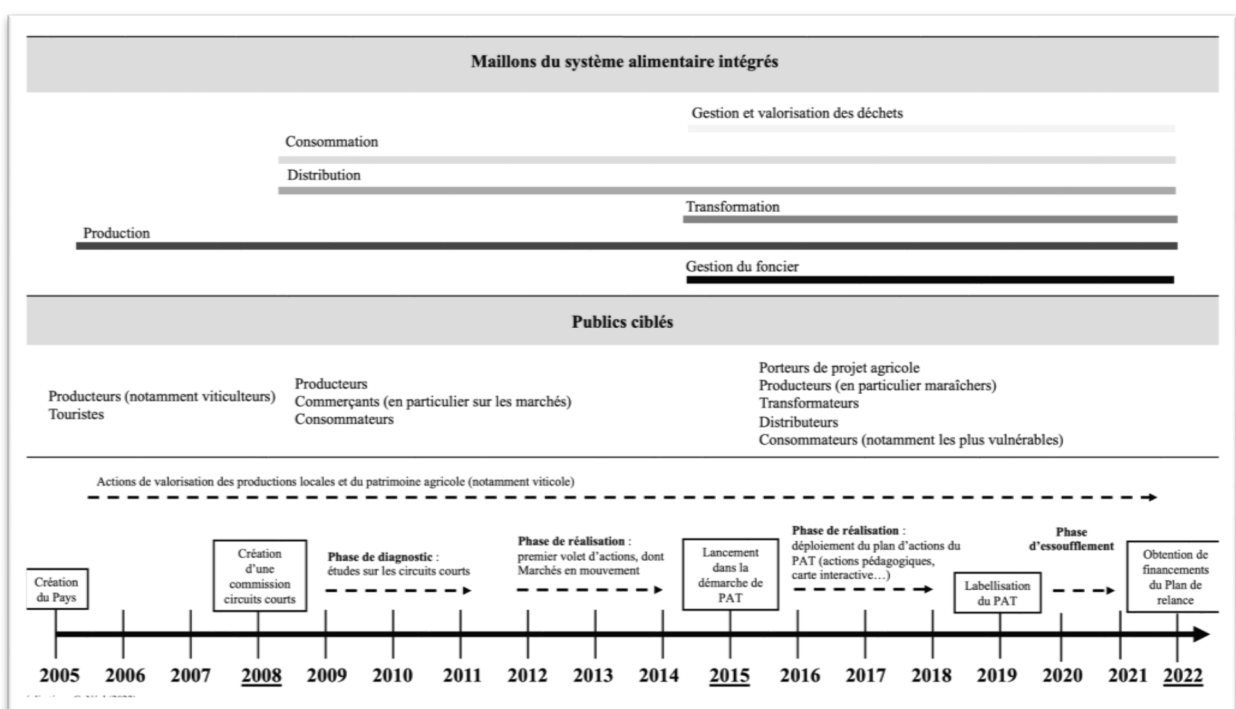 Maillons du système alimentaire intégrés
Gestion et valorisation des déchets
Consommation
Distribution
Transformation
Production
Gestion du foncier
Publics ciblés
Producteurs (notamment viticulteurs)
Touristes
Producteurs
Commerçants (en particulier sur les marchés)
Consommateurs
Porteurs de projet agricole
Producteurs (en particulier maraîchers)
Transformateurs
Distributeurs
Consommateurs (notamment les plus vulnérables)
Actions de valorisation des productions locales et du patrimoine agricole (notamment viticole)
Création
du Pays
Création
d'une
commission
circuits courts
Phase de diagnostic :
études sur les circuits courts
Phase de réalisation :
premier volet d'actions, dont
Marchés en mouvement
Lancement
dans la
démarche de
PAT
Phase de réalisation :
déploiement du plan d'actions du
PAT (actions pédagogiques,
carte interactive…)
Labellisation
du PAT
Phase
d'essoufflement
Obtention de
financements
du Plan de
relance
2005 2006 2007 2008 2009 2010 2011 2012 2013 2014 2015 2016 2017 2018 2019 2020 2021 2022